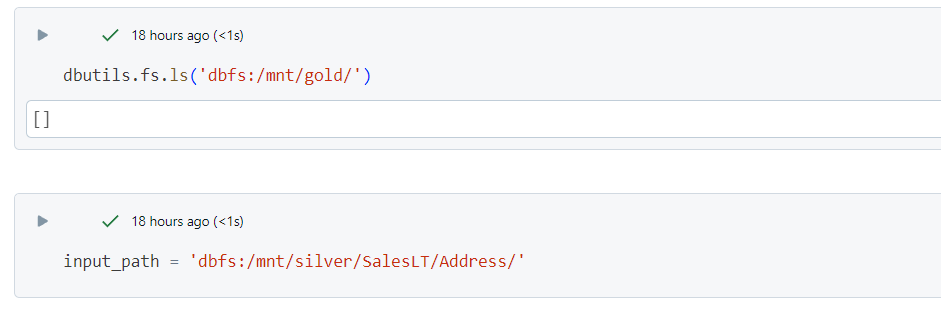 18 hours ago (<1s)
dbutils.fs.ls('dbfs:/mnt/gold/')
[]
18 hours ago (<1s)
input_path = 'dbfs:/mnt/silver/SalesLT/Address/'